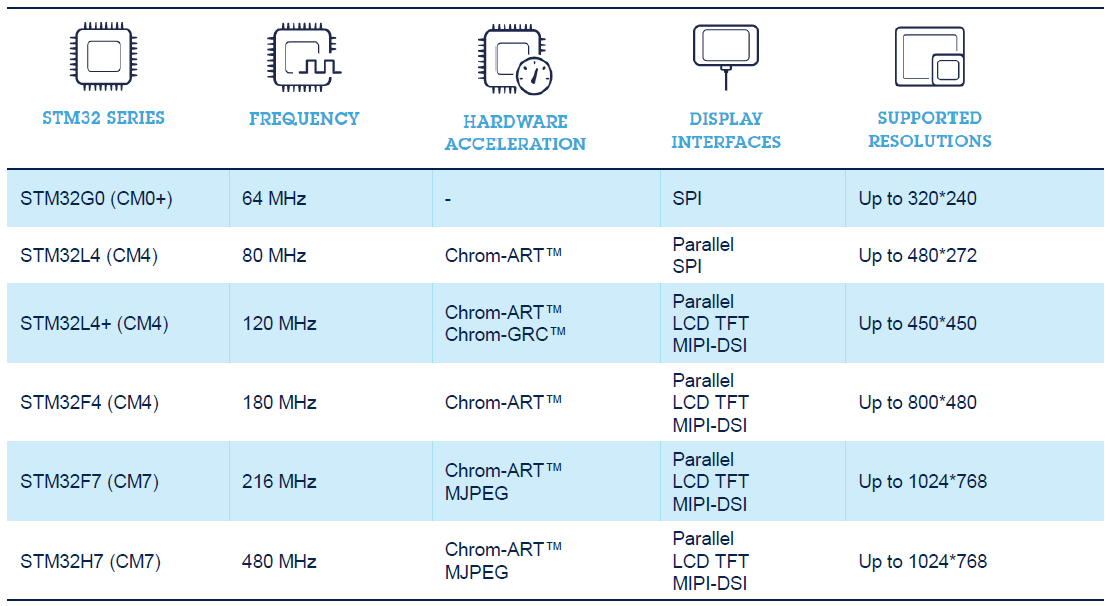 STM32 SERIES
FREQUENCY
HARDWARE
ACCELERATION
DISPLAY
INTERFACES
SUPPORTED
RESOLUTIONS
STM32G0 (CM0+)
64 MHz
-
SPI
Up to 320*240
STM32L4 (CM4)
80 MHz
Chrom-ART™
Parallel
SPI
Up to 480*272
STM32L4+ (CM4)
120 MHz
Chrom-ART™
Chrom-GRC™
Parallel
LCD TFT
MIPI-DSI
Up to 450*450
STM32F4 (CM4)
180 MHz
Chrom-ART™
Parallel
LCD TFT
MIPI-DSI
Up to 800*480
STM32F7 (CM7)
216 MHz
Chrom-ART™
MJPEG
Parallel
LCD TFT
MIPI-DSI
Up to 1024*768
STM32H7 (CM7)
480 MHz
Chrom-ART™
MJPEG
Parallel
LCD TFT
MIPI-DSI
Up to 1024*768